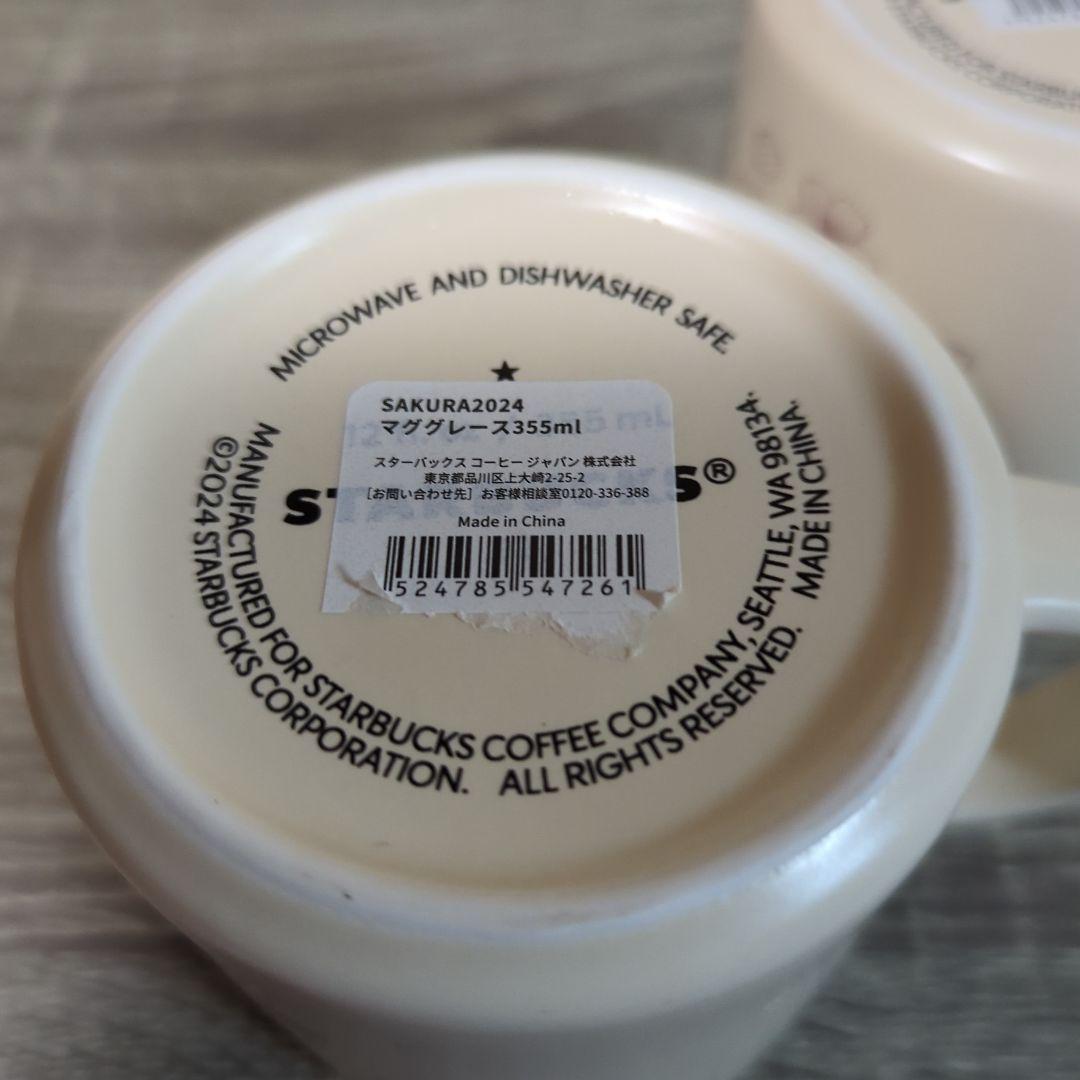 MICROWAVE AND DISHWASHER SAFE.
★
SAKURA2024
マググレース355ml
スターバックス コーヒー ジャパン 株式会社
東京都品川区上大崎2-25-2
[お問い合わせ先] お客様相談室0120-336-388
Made in China
524785 547261
12 355 mL
STARBUCKS®
MANUFACTURED FOR STARBUCKS COFFEE COMPANY, SEATTLE, WA 98134.
©2024 STARBUCKS CORPORATION. ALL RIGHTS RESERVED. MADE IN CHINA.